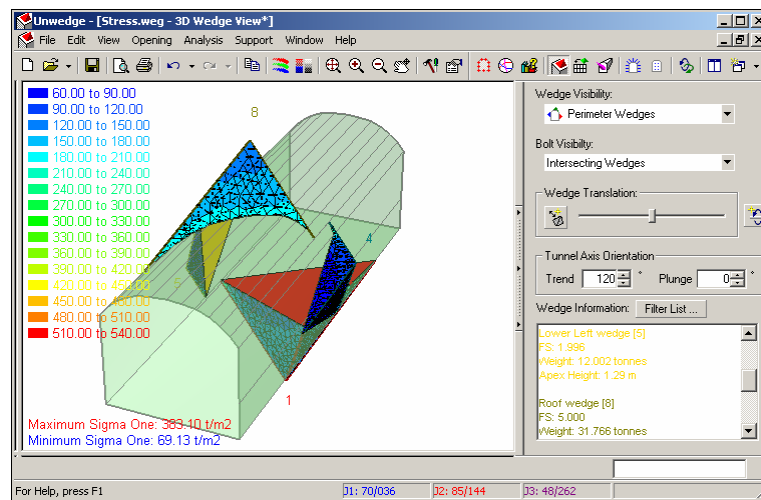 Unwedge - [Stress.weg - 3D Wedge View*]
File Edit View Opening Analysis Support Window Help
60.00 to 90.00
90.00 to 120.00
120.00 to 150.00
150.00 to 180.00
180.00 to 210.00
210.00 to 240.00
240.00 to 270.00
270.00 to 300.00
300.00 to 330.00
330.00 to 360.00
360.00 to 390.00
390.00 to 420.00
420.00 to 450.00
450.00 to 480.00
480.00 to 510.00
510.00 to 540.00
8
4
5
1
Maximum Sigma One: 383.10 t/m2
Minimum Sigma One: 69.13 t/m2
Wedge Visibility:
Perimeter Wedges
Bolt Visibilty:
Intersecting Wedges
Wedge Translation:
Tunnel Axis Orientation
Trend 120 ° Plunge 0 °
Wedge Information: Filter List ...
Lower Left wedge [5]
FS: 1.996
Weight: 12.002 tonnes
Apex Height: 1.29 m
Roof wedge [8]
FS: 5.000
Weight: 31.766 tonnes
For Help, press F1
J1: 70/036 J2: 85/144 J3: 48/262